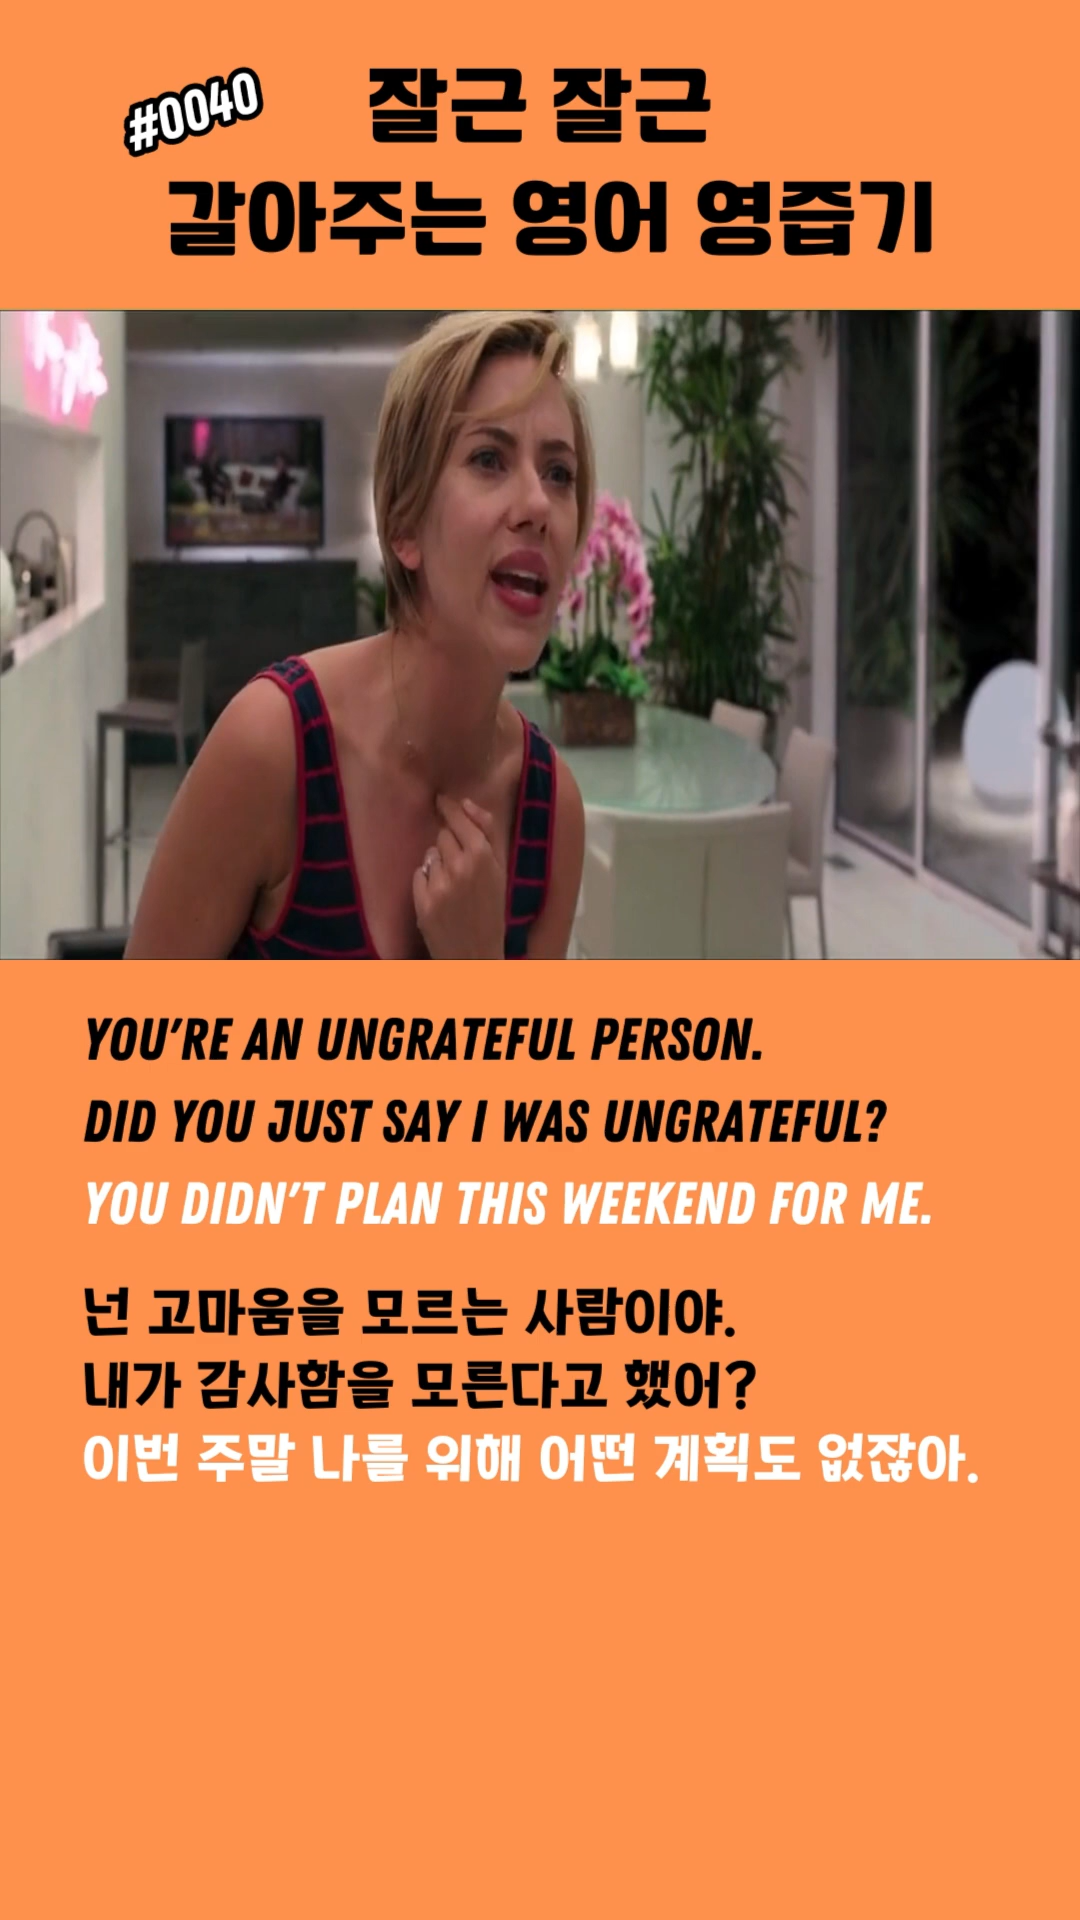 #0040
잘근 잘근
갈아주는 영어 영즙기
YOU'RE AN UNGRATEFUL PERSON.
DID YOU JUST SAY I WAS UNGRATEFUL?
YOU DIDN'T PLAN THIS WEEKEND FOR ME.
넌 고마움을 모르는 사람이야.
내가 감사함을 모른다고 했어?
이번 주말 나를 위해 어떤 계획도 없잖아.